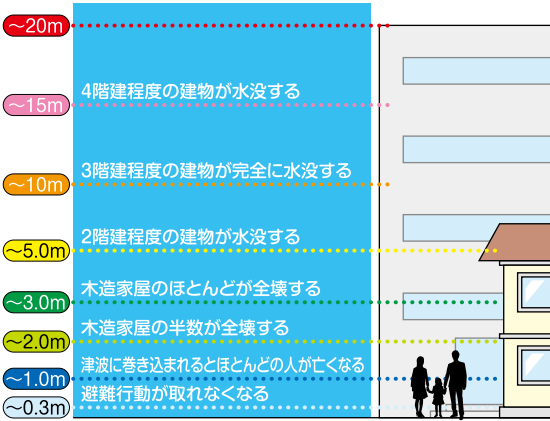 ～20m
4階建程度の建物が水没する
～15m
3階建程度の建物が完全に水没する
～10m
2階建程度の建物が水没する
～5.0m
木造家屋のほとんどが全壊する
～3.0m
木造家屋の半数が全壊する
～2.0m
津波に巻き込まれるとほとんどの人が亡くなる
～1.0m
避難行動が取れなくなる
～0.3m